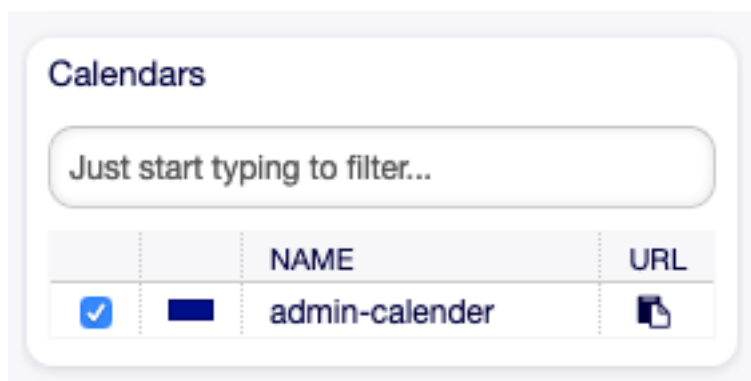 Calendars
Just start typing to filter...
NAME URL
admin-calender